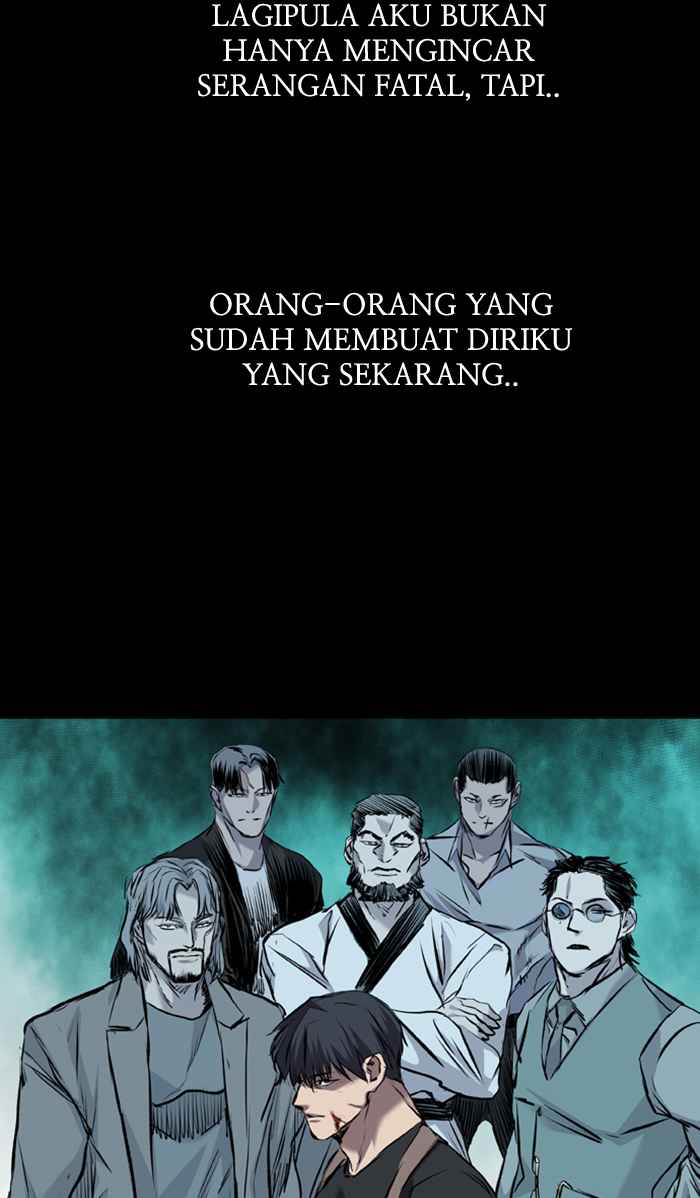 LAGIPULA AKU BUKAN
HANYA MENGINCAR
SERANGAN FATAL, TAPI..
ORANG-ORANG YANG
SUDAH MEMBUAT DIRIKU
YANG SEKARANG..